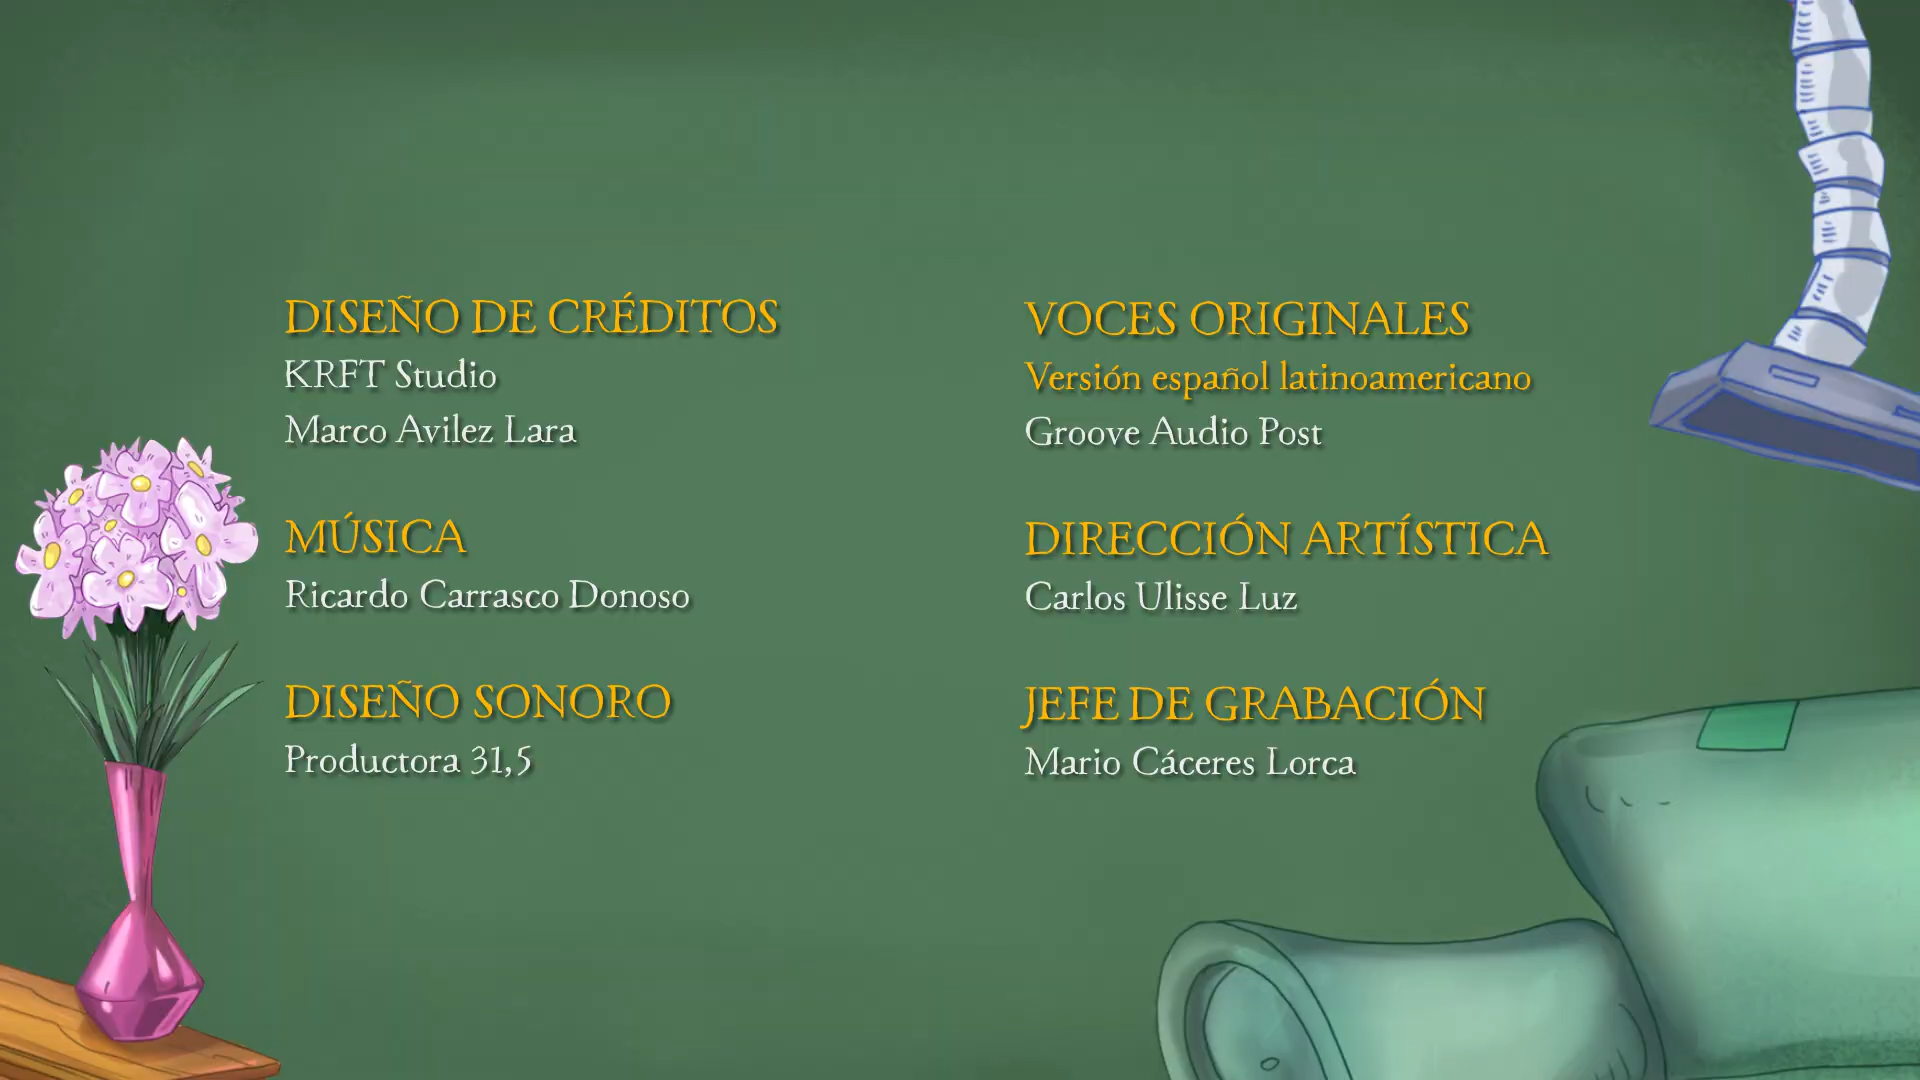 DISEÑO DE CRÉDITOS
KRFT Studio
Marco Avilez Lara
MÚSICA
Ricardo Carrasco Donoso
DISEÑO SONORO
Productora 31,5
VOCES ORIGINALES
Versión español latinoamericano
Groove Audio Post
DIRECCIÓN ARTÍSTICA
Carlos Ulisse Luz
JEFE DE GRABACIÓN
Mario Cáceres Lorca